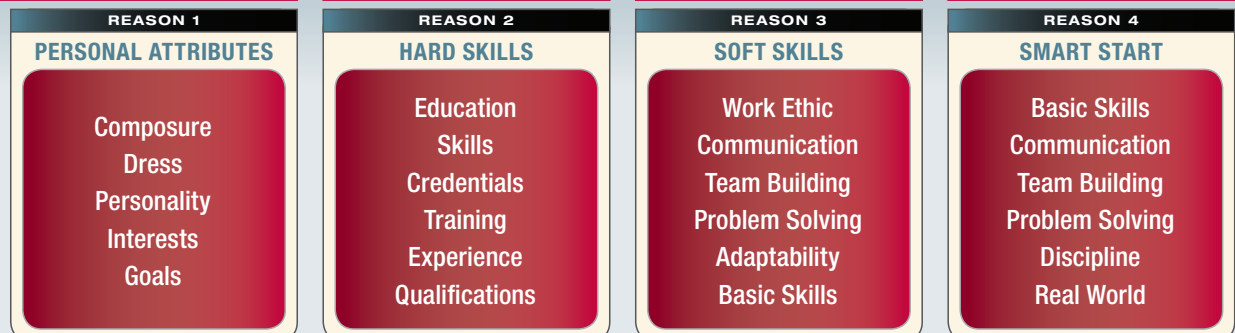 REASON 1
PERSONAL ATTRIBUTES
Composure
Dress
Personality
Interests
Goals
REASON 2
HARD SKILLS
Education
Skills
Credentials
Training
Experience
Qualifications
REASON 3
SOFT SKILLS
Work Ethic
Communication
Team Building
Problem Solving
Adaptability
Basic Skills
REASON 4
SMART START
Basic Skills
Communication
Team Building
Problem Solving
Discipline
Real World